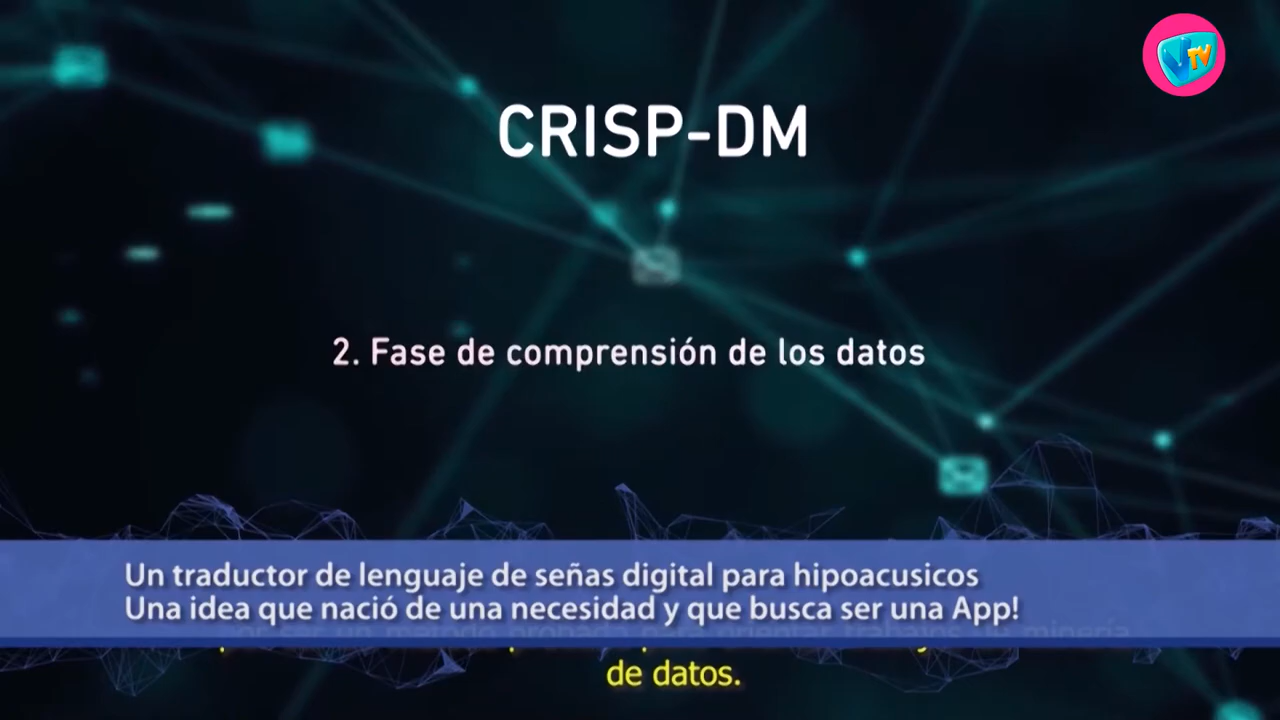 TV
CRISP-DM
2. Fase de comprensión de los datos
Un traductor de lenguaje de señas digital para hipoacusicos
Una idea que nació de una necesidad y que busca ser una App!
de datos.